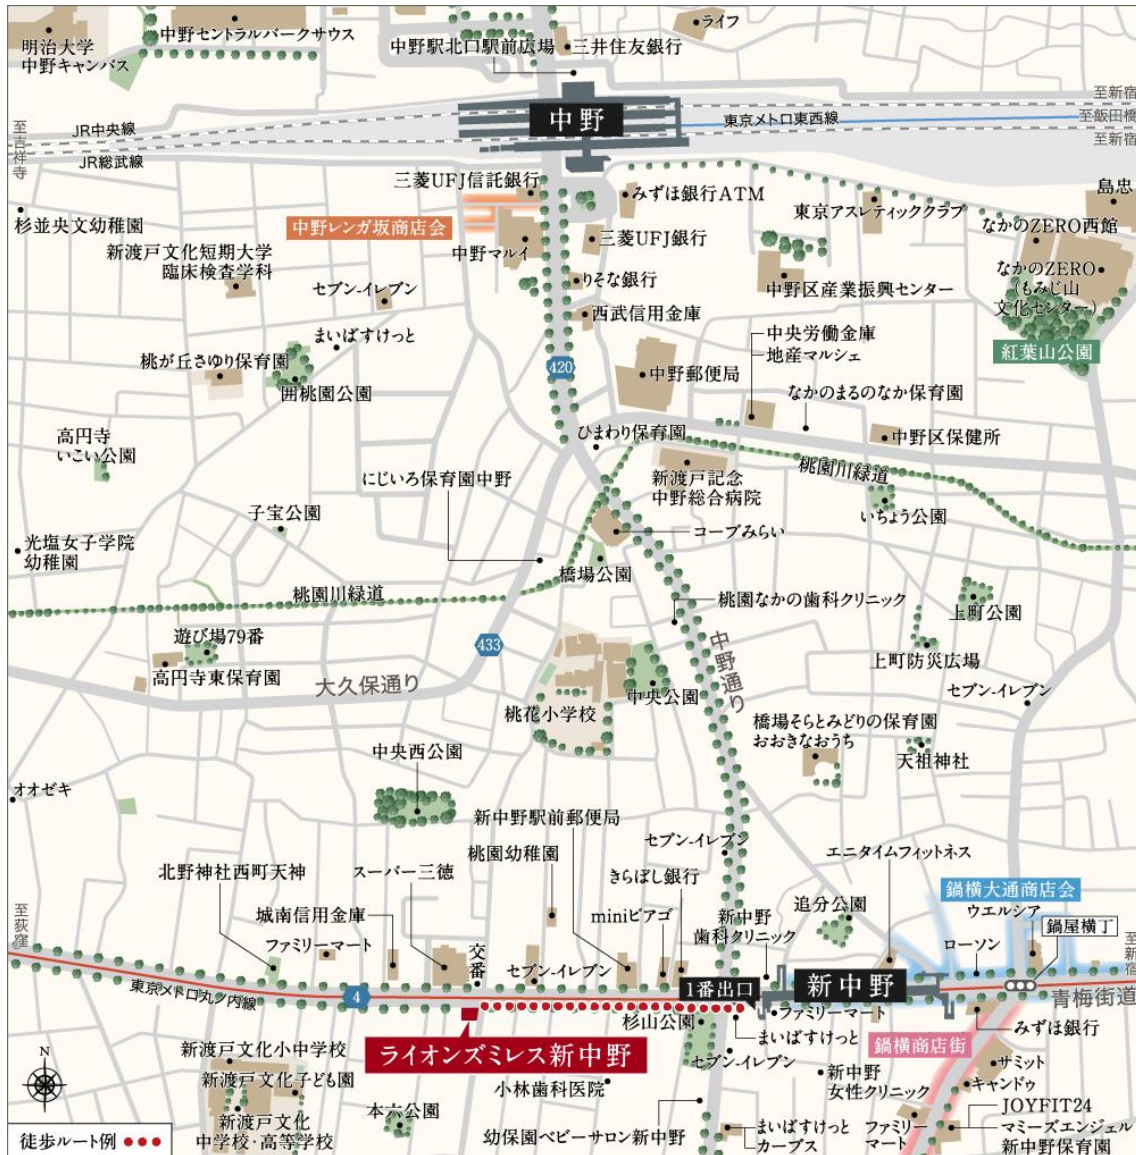 明治大学
中野キャンパス
中野セントラルパークサウス
中野駅北口駅前広場
三井住友銀行
ライフ
至吉祥寺
JR中央線
JR総武線
中野
東京メトロ東西線
至新宿
至飯田橋
至新宿
杉並央文幼稚園
三菱UFJ信託銀行
みずほ銀行ATM
東京アスレティッククラブ
島忠
中野レンガ坂商店会
新渡戸文化短期大学
臨床検査学科
中野マルイ
三菱UFJ銀行
なかのZERO西館
セブン-イレブン
りそな銀行
中野区産業振興センター
なかのZERO
(もみじ山
文化センター)
西武信用金庫
まいばすけっと
中央労働金庫
地産マルシェ
紅葉山公園
桃が丘さゆり保育園
囲桃園公園
420
中野郵便局
なかのまるのなか保育園
高円寺
いこい公園
ひまわり保育園
中野区保健所
にじいろ保育園中野
新渡戸記念
中野総合病院
桃園川緑道
子宝公園
いちょう公園
光塩女子学院
幼稚園
コープみらい
橋場公園
桃園川緑道
桃園なかの歯科クリニック
上町公園
遊び場79番
433
中野通り
上町防災広場
高円寺東保育園
大久保通り
中央公園
セブン-イレブン
桃花小学校
橋場そらとみどりの保育園
おおきなおうち
中央西公園
天祖神社
オオゼキ
新中野駅前郵便局
セブン-イレブン
エニタイムフィットネス
桃園幼稚園
北野神社西町天神
スーパー三徳
きらぼし銀行
鍋横大通商店会
至荻窪
城南信用金庫
miniピアゴ
新中野
歯科クリニック
追分公園
ウエルシア
鍋屋横丁
ファミリーマート
交番
セブン-イレブン
ローソン
至新宿
東京メトロ丸ノ内線
4
1番出口
新中野
青梅街道
杉山公園
ファミリーマート
まいばすけっと
みずほ銀行
ライオンズミレス新中野
鍋横商店街
新渡戸文化小中学校
セブン-イレブン
サミット
N
新渡戸文化子ども園
小林歯科医院
新中野
女性クリニック
キャンドゥ
JOYFIT24
新渡戸文化
中学校・高等学校
本六公園
幼保園ベビーサロン新中野
まいばすけっと
カーブス
ファミリー
マート
マミーズエンジェル
新中野保育園
徒歩ルート例